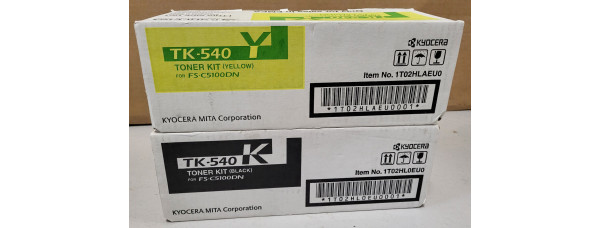 TK-540 Y
TONER KIT (YELLOW)
FOR FS-C5100DN
KYOCERA MITA Corporation
KYOCERA
Item No. 1T02HLAEU0
*1T02HLAEU0001*
TK-540 K
TONER KIT (BLACK)
FOR FS-C5100DN
KYOCERA MITA Corporation
KYOCERA
Item No. 1T02HL0EU0
*1T02HL0EU0001*